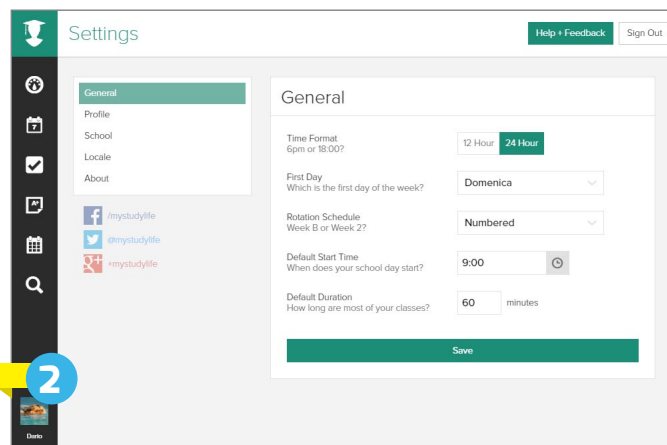 Settings
Help + Feedback
Sign Out
General
Profile
School
Locale
About
/mystudylife
@mystudylife
+mystudylife
General
Time Format
6pm or 18:00?
12 Hour 24 Hour
First Day
Which is the first day of the week?
Domenica
Rotation Schedule
Week B or Week 2?
Numbered
Default Start Time
When does your school day start?
9:00
Default Duration
How long are most of your classes?
60 minutes
Save
7
A+
2
Dario